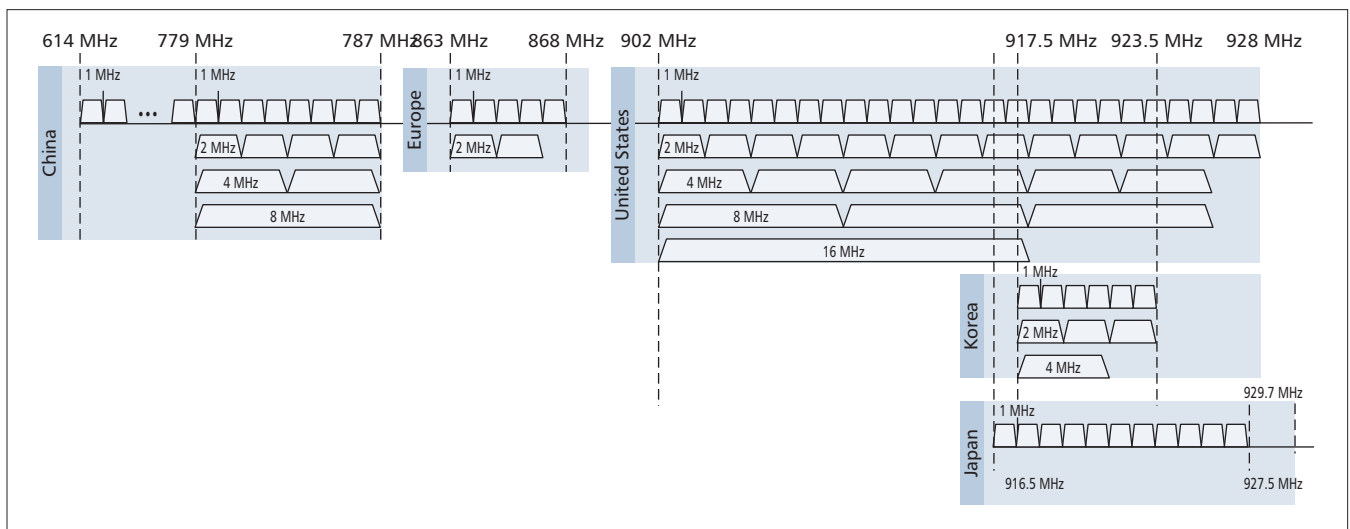 614 MHz 779 MHz 787 MHz 863 MHz 868 MHz 902 MHz 917.5 MHz 923.5 MHz 928 MHz
China
1 MHz 1 MHz
...
2 MHz
4 MHz
8 MHz
Europe
1 MHz
2 MHz
United States
1 MHz
2 MHz
4 MHz
8 MHz
16 MHz
Korea
1 MHz
2 MHz
4 MHz
Japan
929.7 MHz
1 MHz
916.5 MHz 927.5 MHz